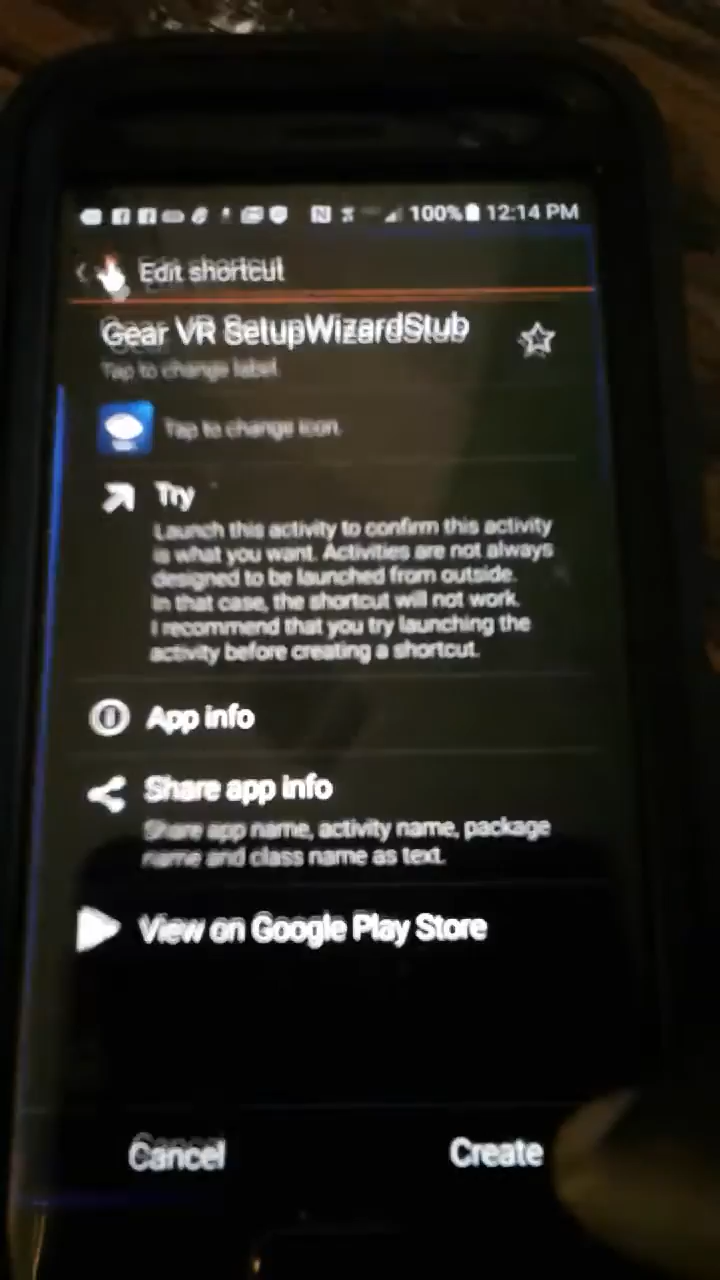 100% 12:14 PM
Edit shortcut
Gear VR SetupWizardStub
Tap to change label.
Tap to change icon.
Try
Launch this activity to confirm this activity
is what you want. Activities are not always
designed to be launched from outside.
In that case, the shortcut will not work.
I recommend that you try launching the
activity before creating a shortcut.
App info
Share app info
Share app name, activity name, package
name and class name as text.
View on Google Play Store
Cancel
Create